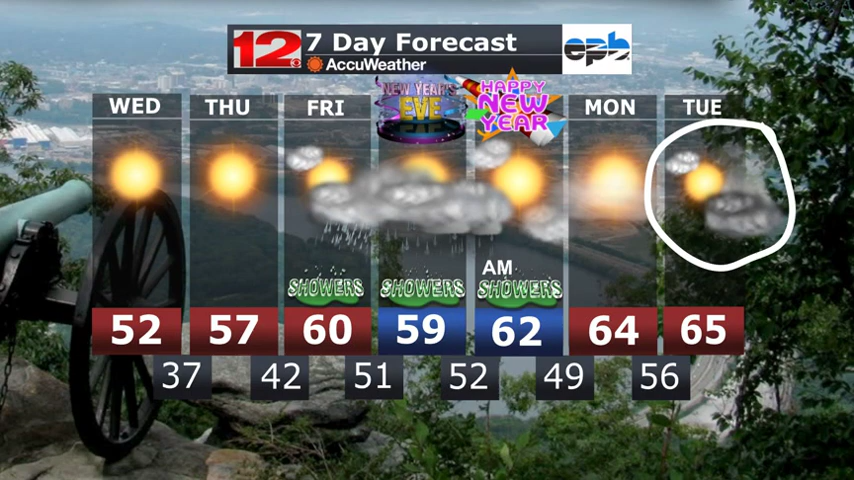 12 7 Day Forecast
AccuWeather
epb
WED THU FRI NEW YEAR'S EVE HAPPY NEW YEAR MON TUE
AM
SHOWERS SHOWERS SHOWERS
52 57 60 59 62 64 65
37 42 51 52 49 56